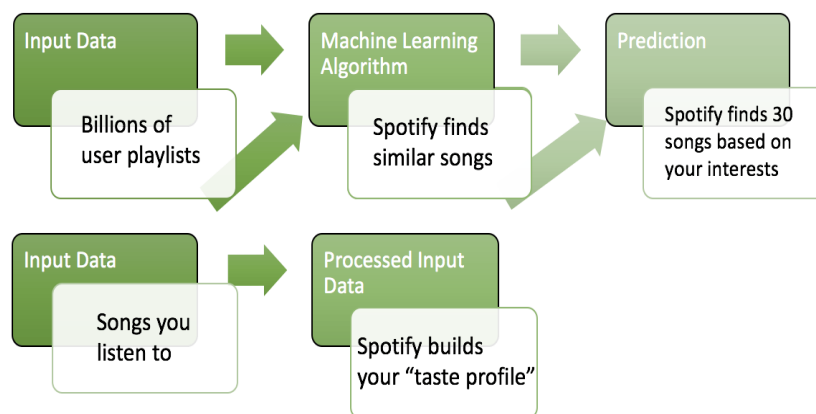 Input Data
Billions of
user playlists
Machine Learning
Algorithm
Spotify finds
similar songs
Prediction
Spotify finds 30
songs based on
your interests
Input Data
Songs you
listen to
Processed Input
Data
Spotify builds
your “taste profile”